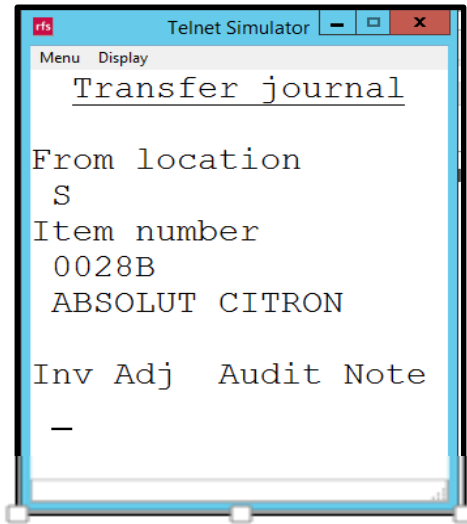 rfs Telnet Simulator
Menu Display
Transfer journal
From location
S
Item number
0028B
ABSOLUT CITRON
Inv Adj Audit Note